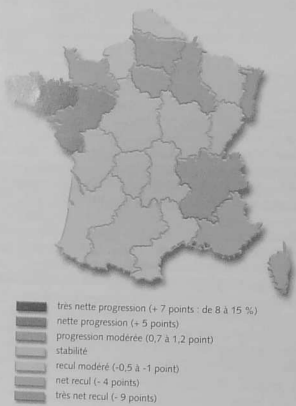 très nette progression (+ 7 points : de 8 à 15 %)
nette progression (+ 5 points)
progression modérée (0,7 à 1,2 point)
stabilité
recul modéré (-0,5 à -1 point)
net recul (- 4 points)
très net recul (- 9 points)